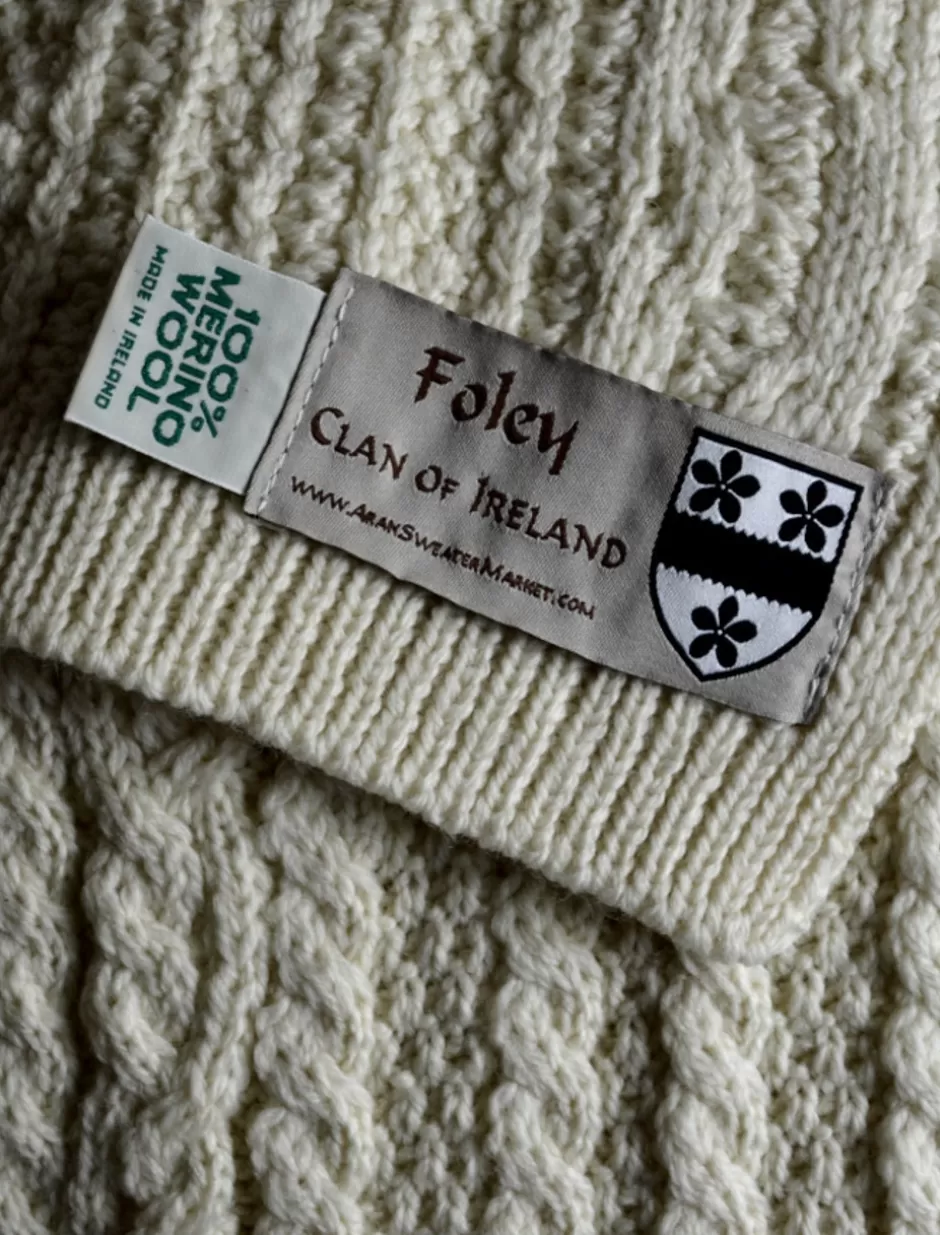 100%
MERINO
WOOL
MADE IN IRELAND
Foley
CLAN OF IRELAND
www.AranSweaterMarket.com